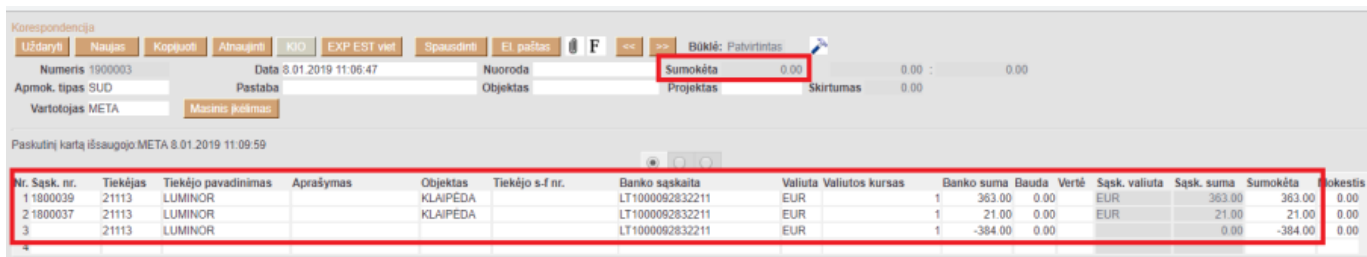 Korespondencija
Uždaryti Naujas Kopijuoti Atnaujinti KIO EXP EST viet Spausdinti El. paštas F << >> Būklė: Patvirtintas
Numeris 1900003 Data 8.01.2019 11:06:47 Nuoroda Sumokėta 0.00 0.00 : 0.00
Apmok. tipas SUD Pastaba Objektas Projektas Skirtumas 0.00
Vartotojas META Masinis įkėlimas
Paskutinį kartą išsaugojo:META 8.01.2019 11:09:59
Nr. Sąsk. nr. Tiekėjas Tiekėjo pavadinimas Aprašymas Objektas Tiekėjo s-f nr. Banko sąskaita Valiuta Valiutos kursas Banko suma Bauda Vertė Sąsk. valiuta Sąsk. suma Sumokėta Mokestis
1 1800039 21113 LUMINOR KLAIPĖDA LT1000092832211 EUR 1 363.00 0.00 EUR 363.00 363.00 0.00
2 1800037 21113 LUMINOR KLAIPĖDA LT1000092832211 EUR 1 21.00 0.00 EUR 21.00 21.00 0.00
3 21113 LUMINOR LT1000092832211 EUR 1 -384.00 0.00 0.00 -384.00 0.00
4